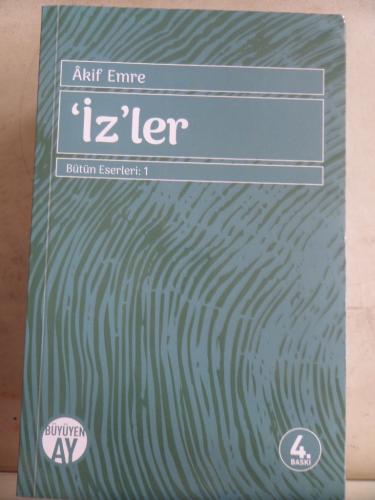 Âkif Emre
‘İz’ler
Bütün Eserleri: 1
BÜYÜYEN
AY
4.
BASKI